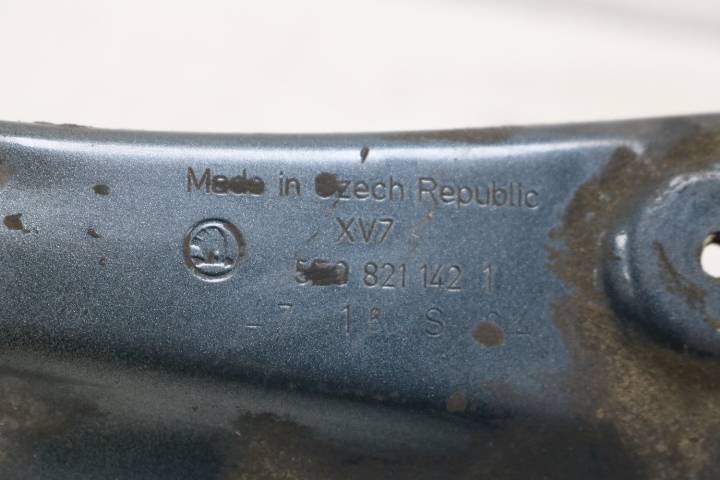 Made in Czech Republic
XV7
821 142 1